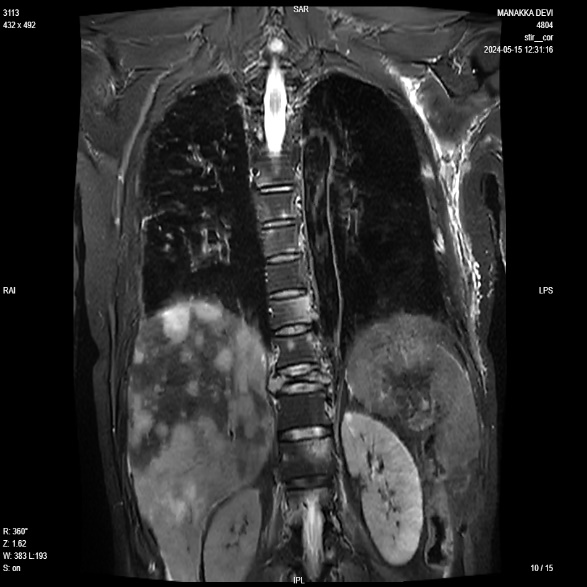 3113
432 x 492
SAR
MANAKKA DEVI
4804
stir__cor
2024-05-15 12:31:16
RAI
LPS
R: 360°
Z: 1.62
W: 383 L:193
S: on
IPL
10 / 15